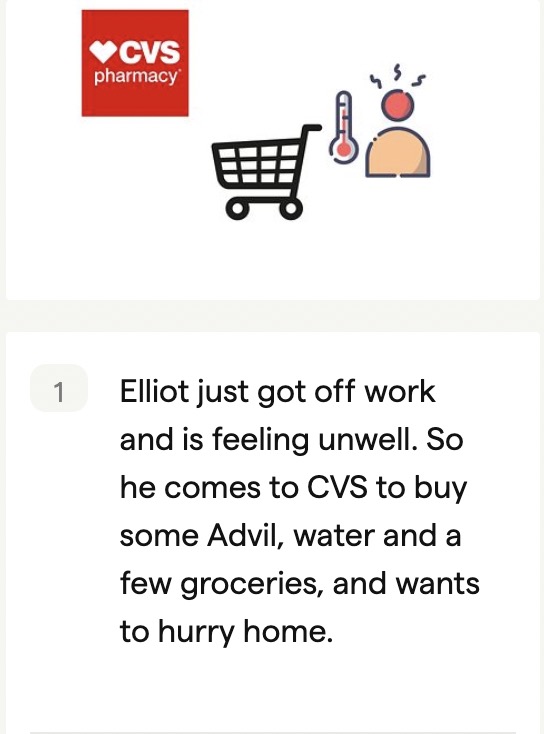 CVS
pharmacy
1
Elliot just got off work
and is feeling unwell. So
he comes to CVS to buy
some Advil, water and a
few groceries, and wants
to hurry home.